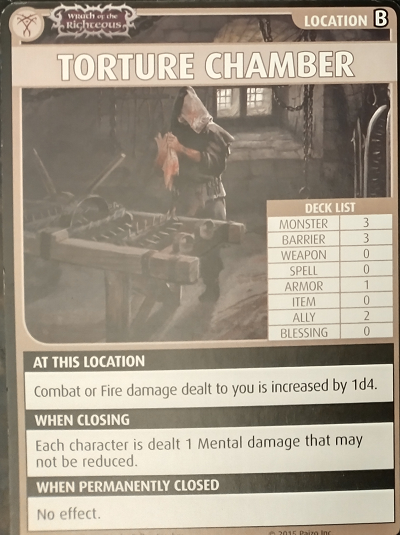 WRATH of the
RIGHTEOUS
LOCATION B
TORTURE CHAMBER
DECK LIST
MONSTER 3
BARRIER 3
WEAPON 0
SPELL 0
ARMOR 1
ITEM 0
ALLY 2
BLESSING 0
AT THIS LOCATION
Combat or Fire damage dealt to you is increased by 1d4.
WHEN CLOSING
Each character is dealt 1 Mental damage that may
not be reduced.
WHEN PERMANENTLY CLOSED
No effect.
© 2015 Paizo Inc.